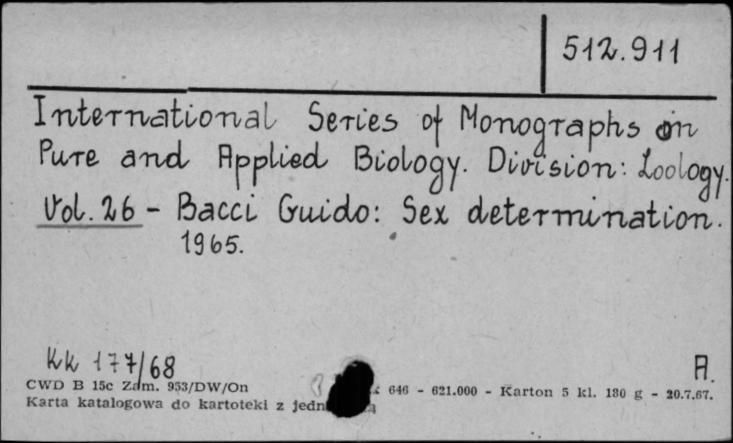 512.911
International Series of Monographs on
Pure and Applied Biology. Division: Zoology.
Vol. 26 - Bacci Guido: Sex determination.
1965.
KK 177/68
A.
CWD B 15c Zam. 953/DW/On 646 - 621.000 - Karton 5 kl. 180 g - 20.7.67.
Karta katalogowa do kartoteki z